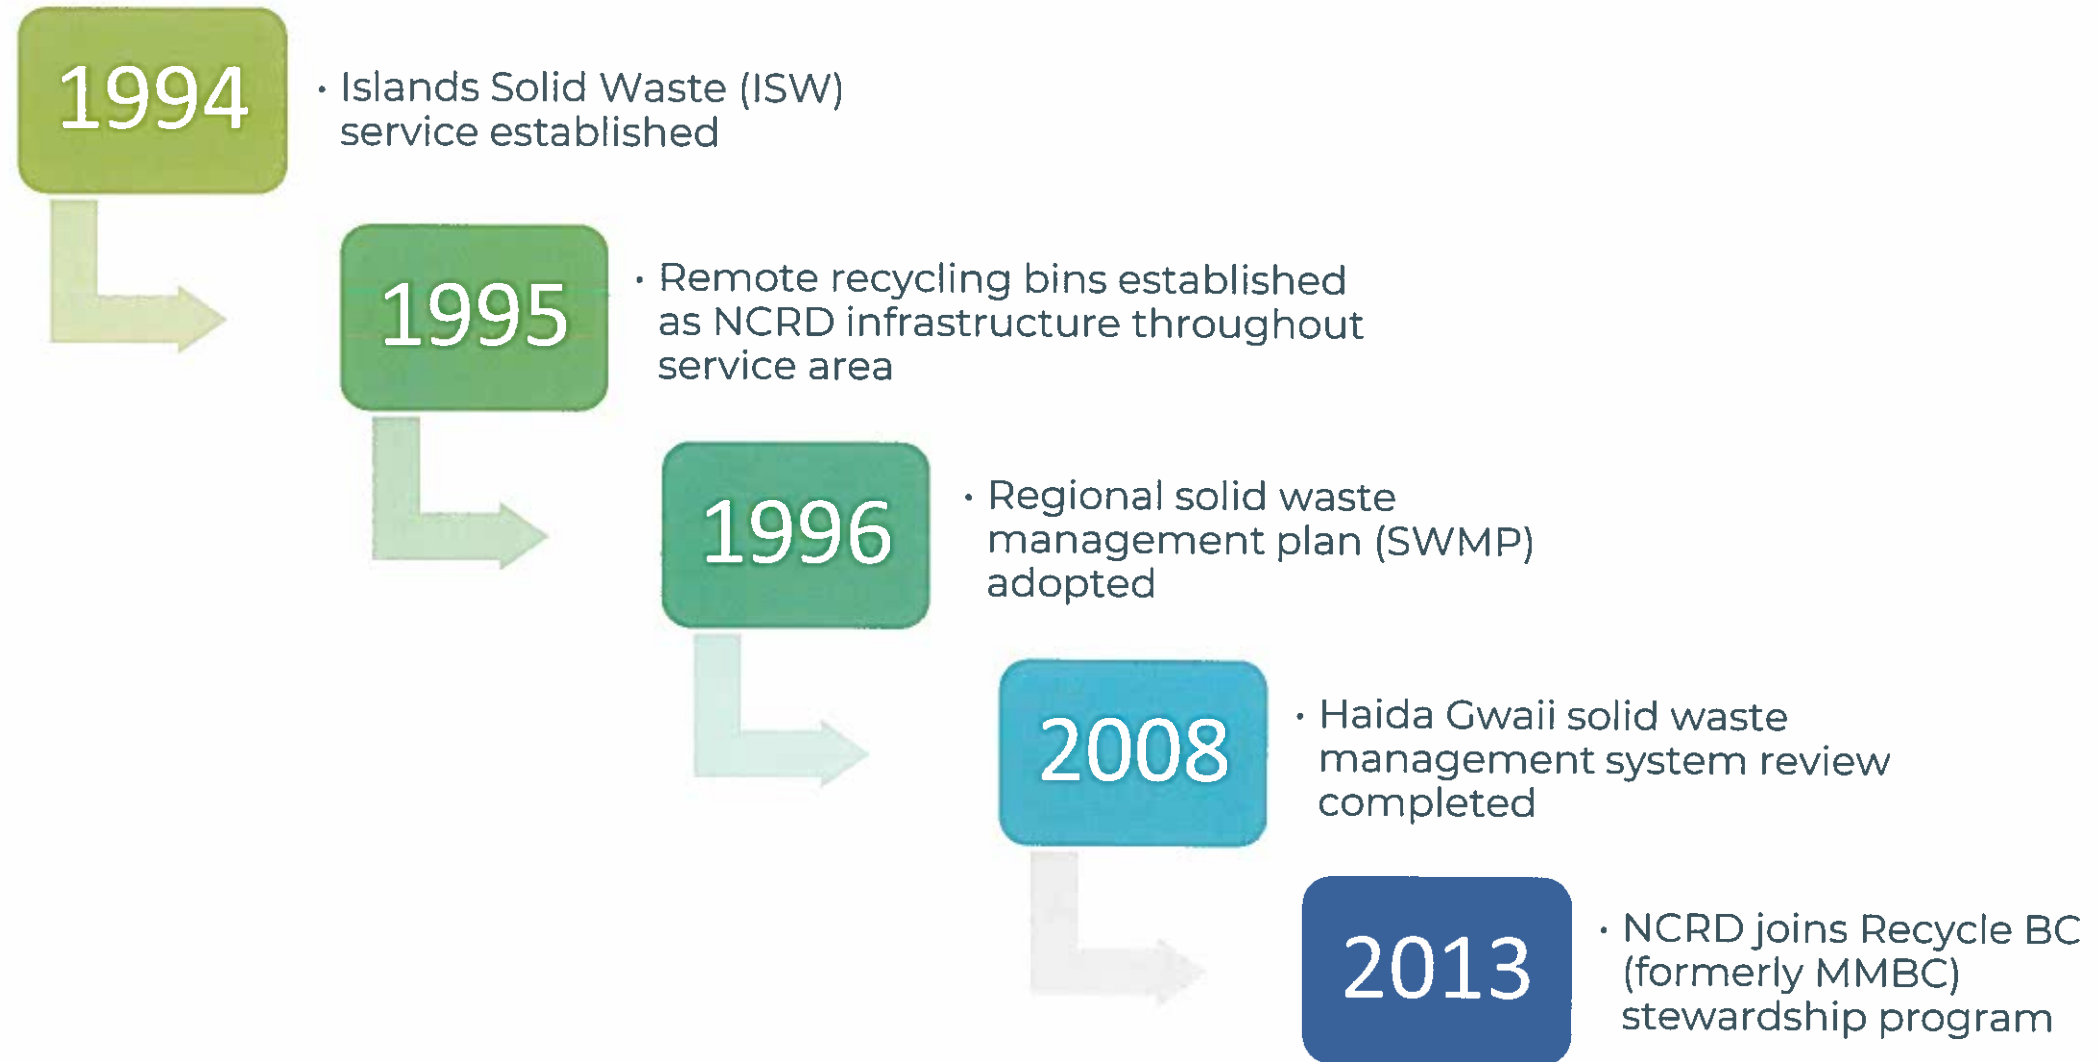 1994
· Islands Solid Waste (ISW)
service established
1995
· Remote recycling bins established
as NCRD infrastructure throughout
service area
1996
· Regional solid waste
management plan (SWMP)
adopted
2008
· Haida Gwaii solid waste
management system review
completed
2013
· NCRD joins Recycle BC
(formerly MMBC)
stewardship program